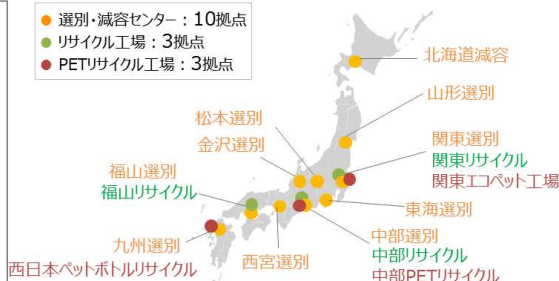 選別・減容センター：10拠点
リサイクル工場：3拠点
PETリサイクル工場：3拠点
北海道減容
山形選別
松本選別
金沢選別
関東選別
関東リサイクル
関東エコペット工場
福山選別
福山リサイクル
東海選別
九州選別
西日本ペットボトルリサイクル
西宮選別
中部選別
中部リサイクル
中部PETリサイクル